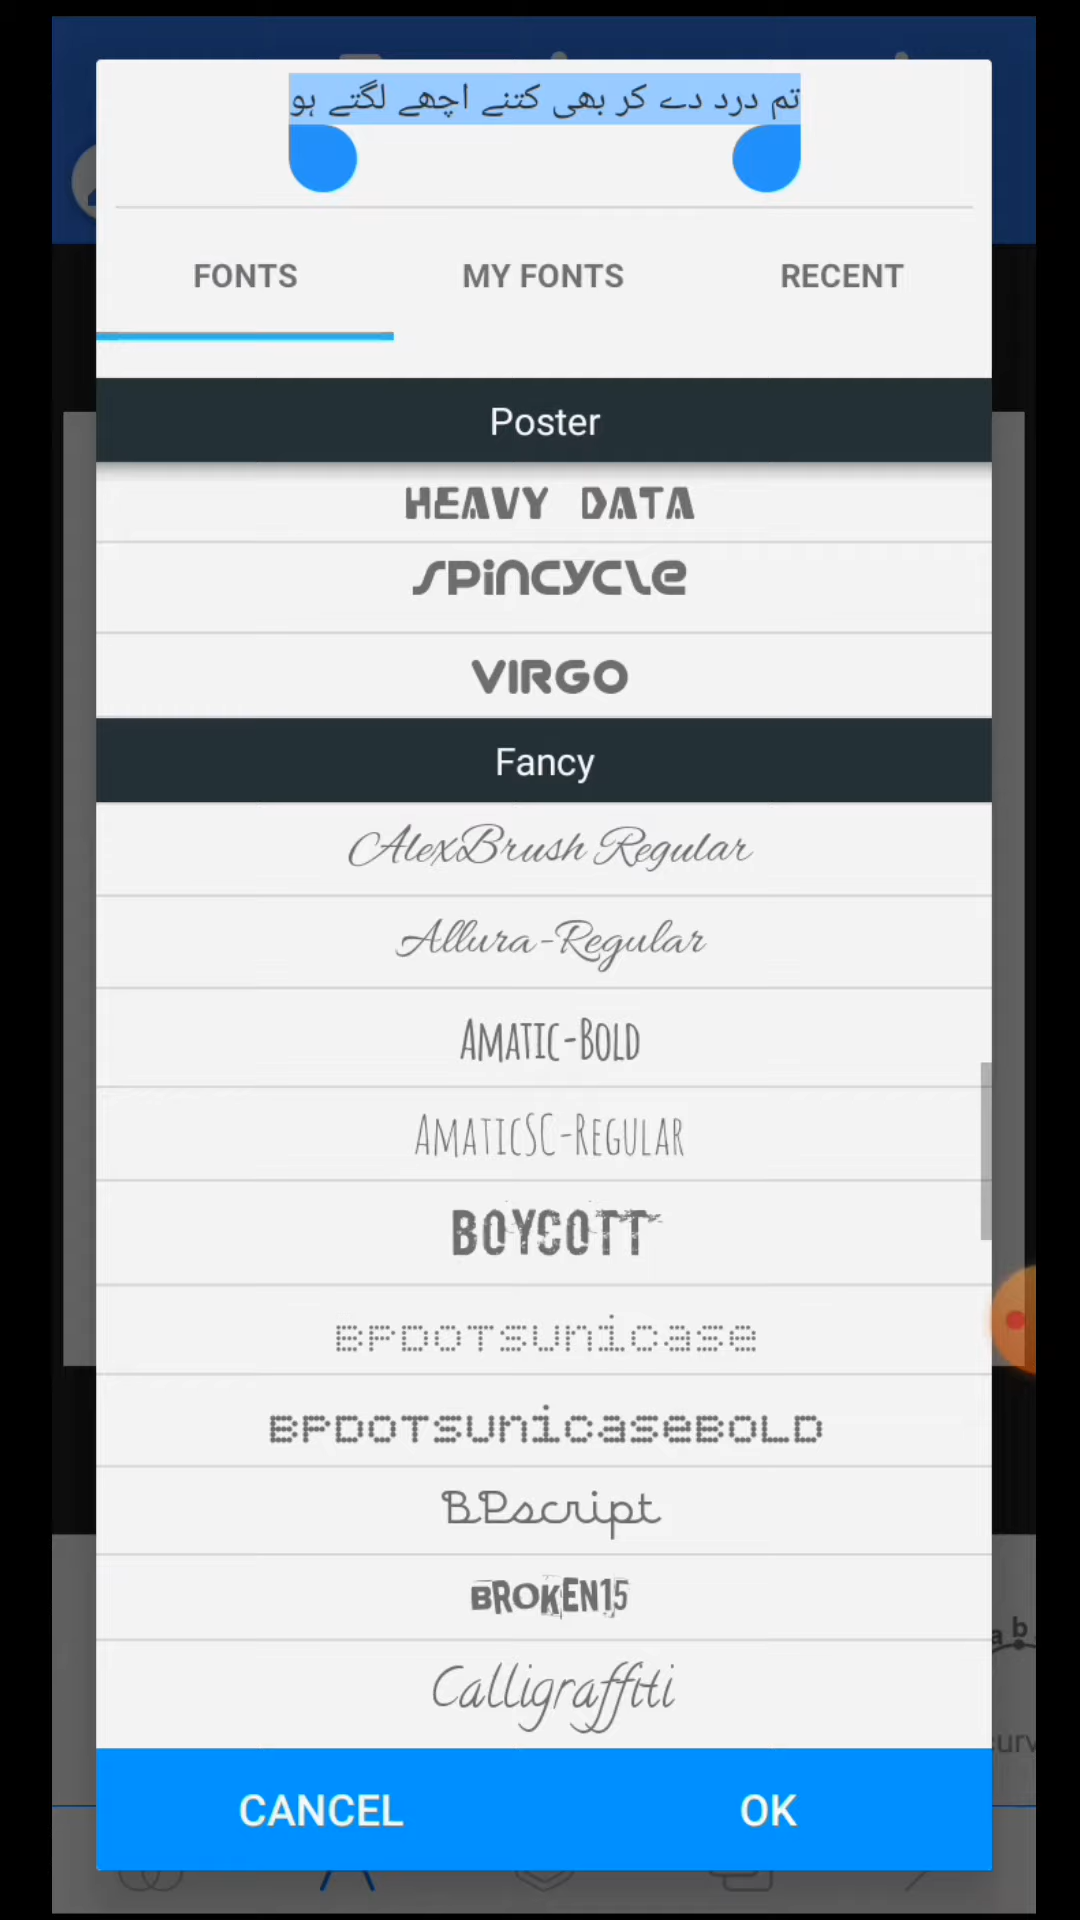 تم درد دے کر بھی کتنے اچھے لگتے ہو
FONTS
MY FONTS
RECENT
Poster
HEAVY DATA
SPINCYCLE
VIRGO
Fancy
AlexBrush Regular
Allura-Regular
Amatic-Bold
AmaticSC-Regular
BOYCOTT
BPDOTSUnicase
BPDOTSUnicaseBOLD
BPscript
BROKEN15
Calligraffiti
a b
urv
CANCEL
OK